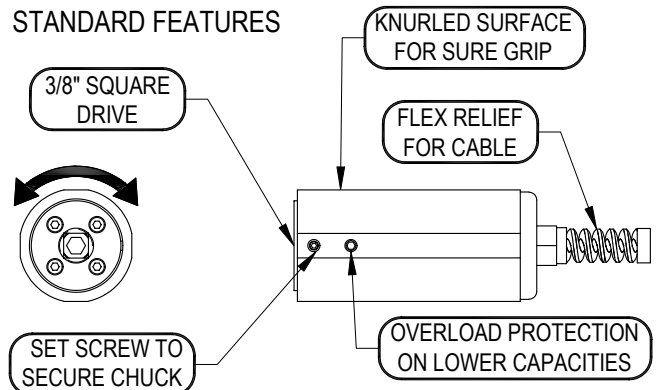 STANDARD FEATURES
KNURLED SURFACE
FOR SURE GRIP
3/8" SQUARE
DRIVE
FLEX RELIEF
FOR CABLE
SET SCREW TO
SECURE CHUCK
OVERLOAD PROTECTION
ON LOWER CAPACITIES